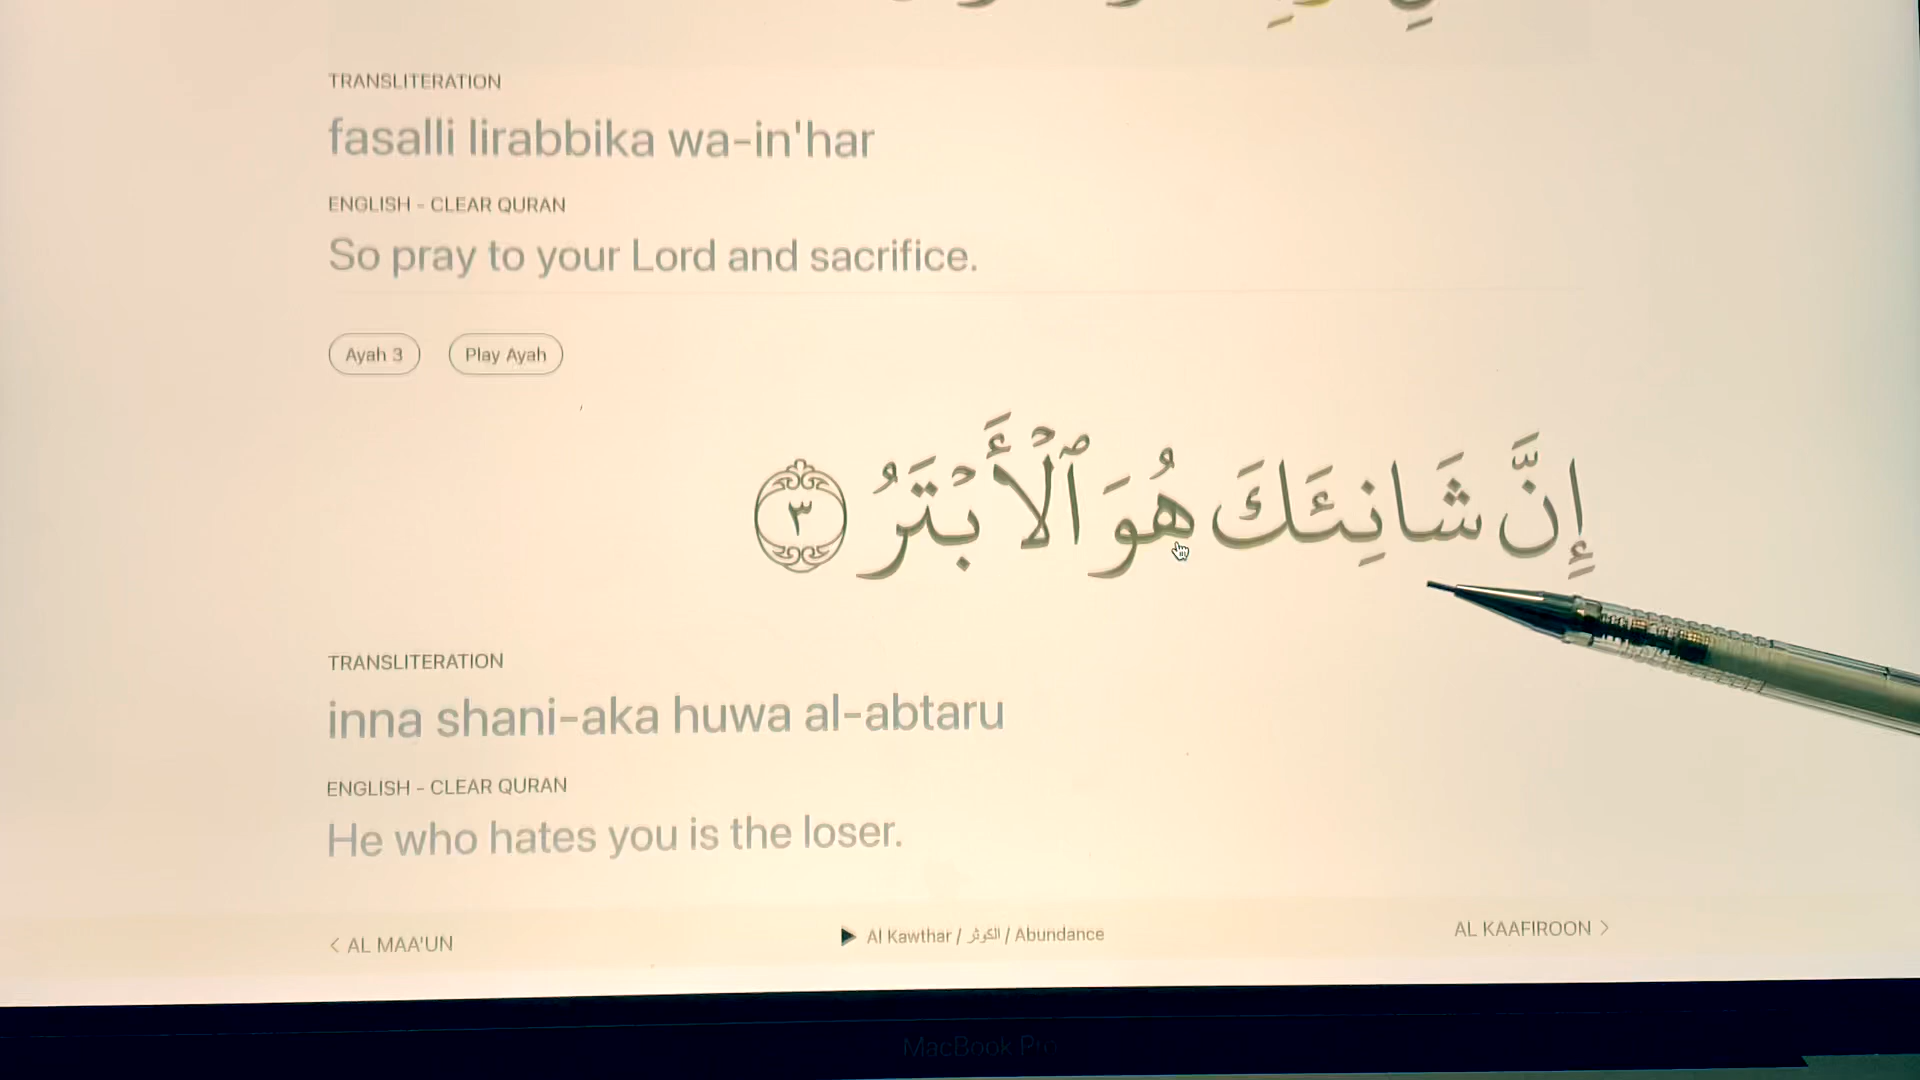 TRANSLITERATION
fasalli lirabbika wa-in'har
ENGLISH - CLEAR QURAN
So pray to your Lord and sacrifice.
Ayah 3 Play Ayah
إِنَّ شَانِئَكَ هُوَ ٱلْأَبْتَرُ ٣
TRANSLITERATION
inna shani-aka huwa al-abtaru
ENGLISH - CLEAR QURAN
He who hates you is the loser.
< AL MAA'UN Al Kawthar / الكوثر / Abundance AL KAAFIROON >
MacBook Pro